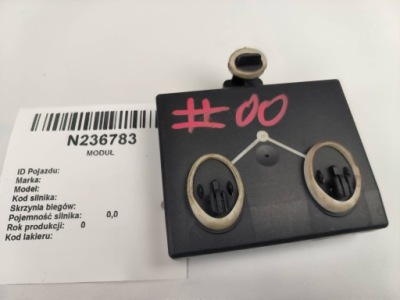 #00
N236783
MODUŁ
ID Pojazdu:
Marka:
Model:
Kod silnika:
Skrzynia biegów:
Pojemność silnika: 0,0
Rok produkcji: 0
Kod lakieru: